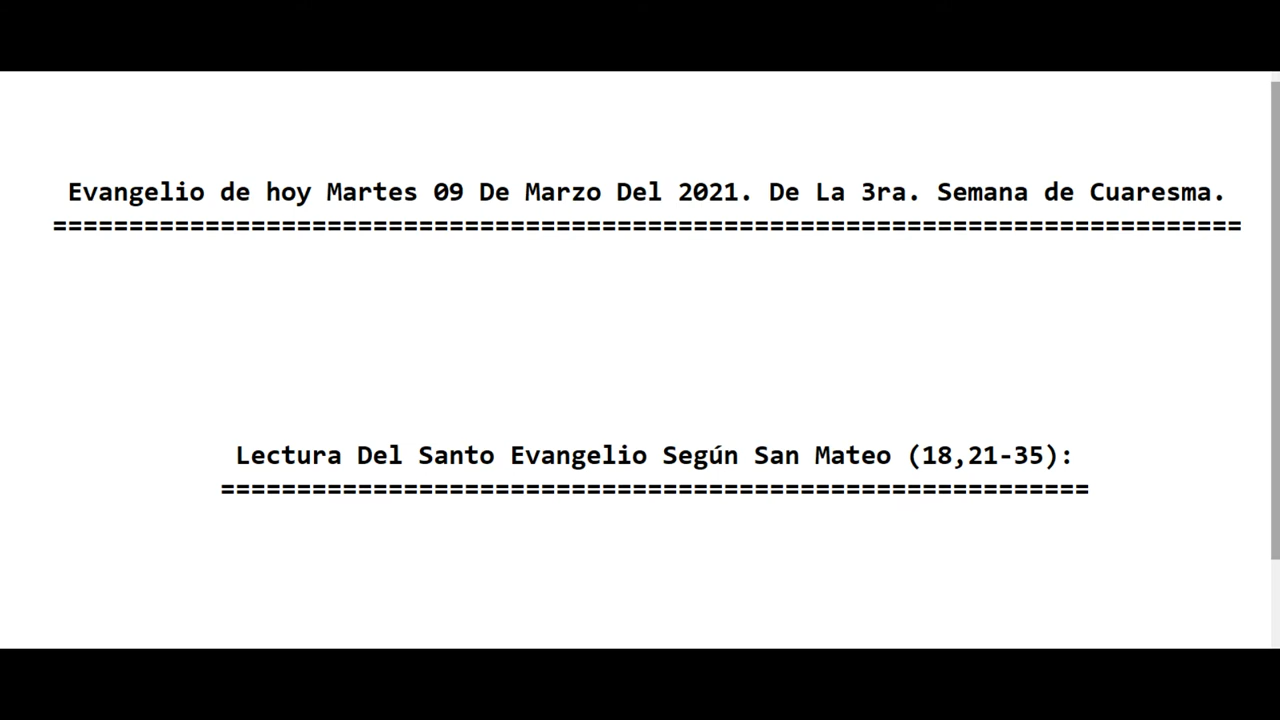 Evangelio de hoy Martes 09 De Marzo Del 2021. De La 3ra. Semana de Cuaresma.
==============================================================================
Lectura Del Santo Evangelio Según San Mateo (18,21-35):
=========================================================